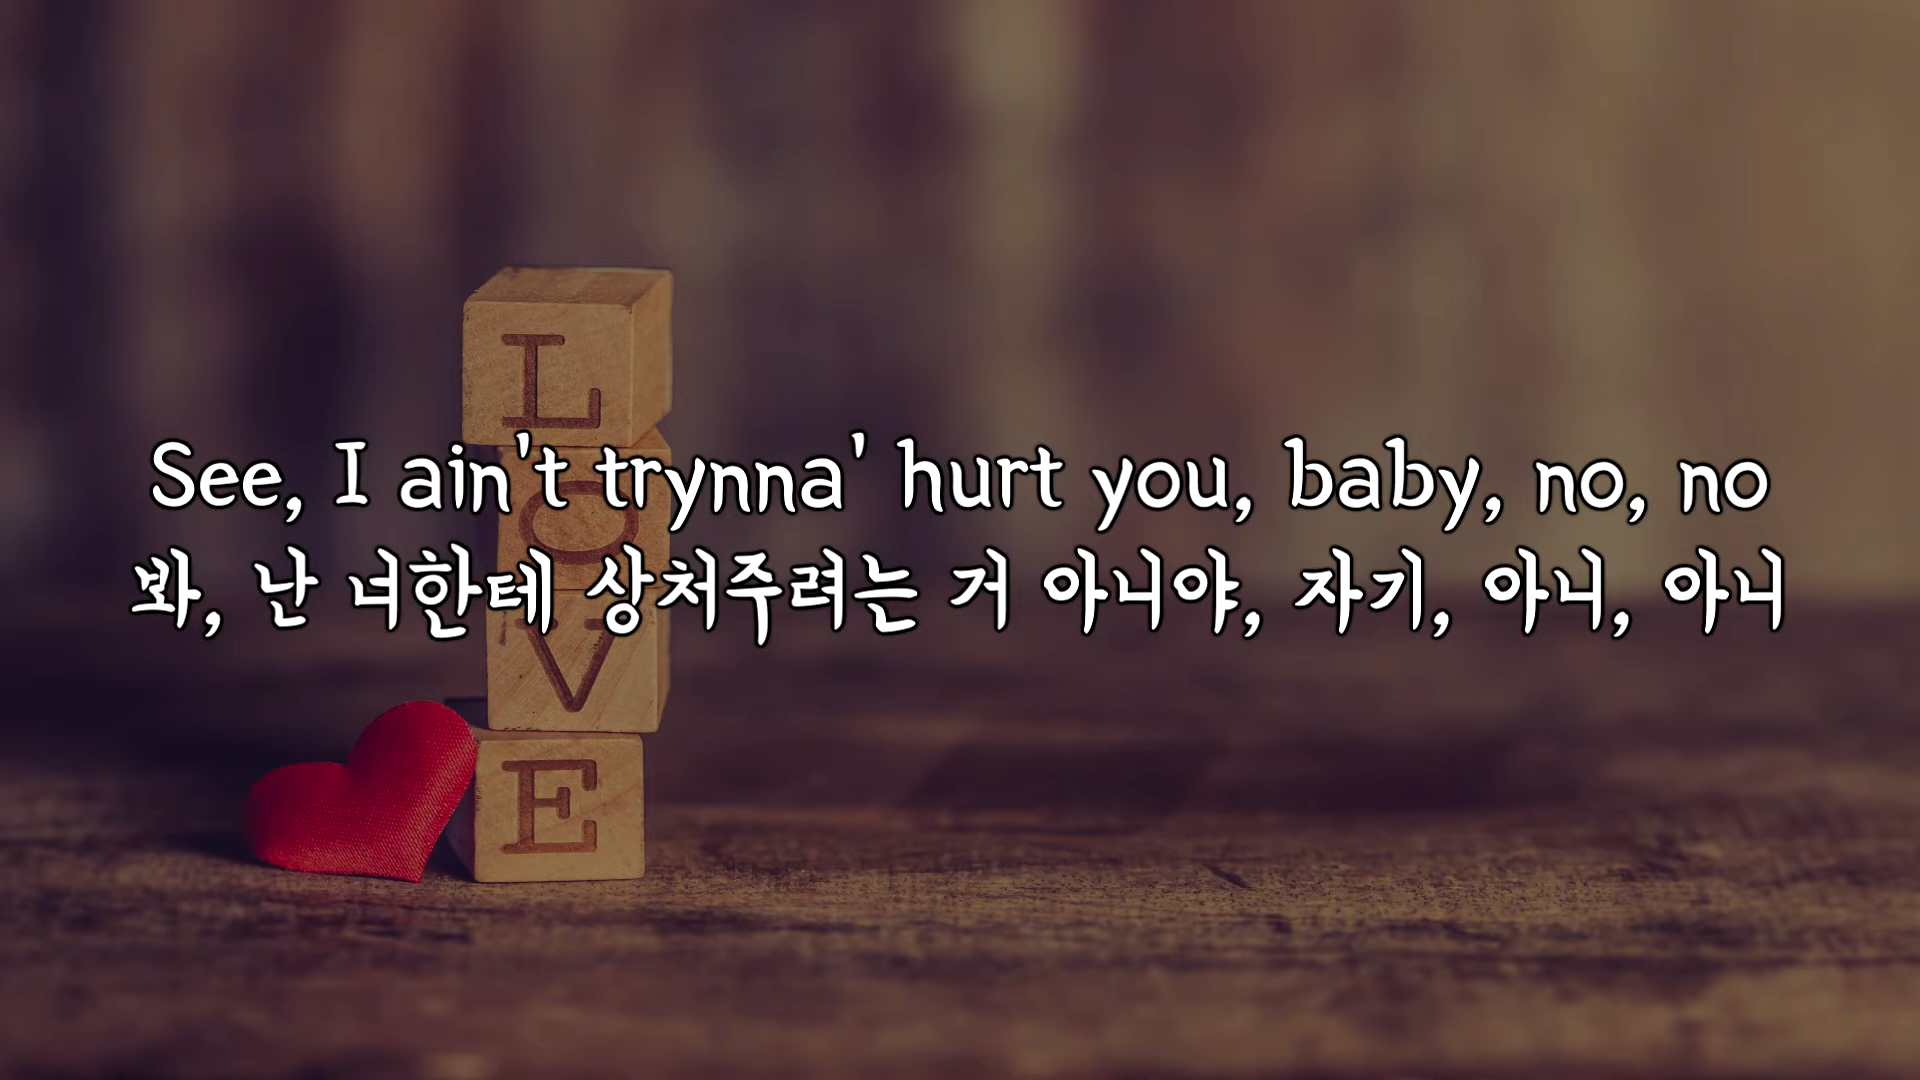 L
O
V
E
See, I ain't trynna' hurt you, baby, no, no
봐, 난 너한테 상처주려는 거 아니야, 자기, 아니, 아니